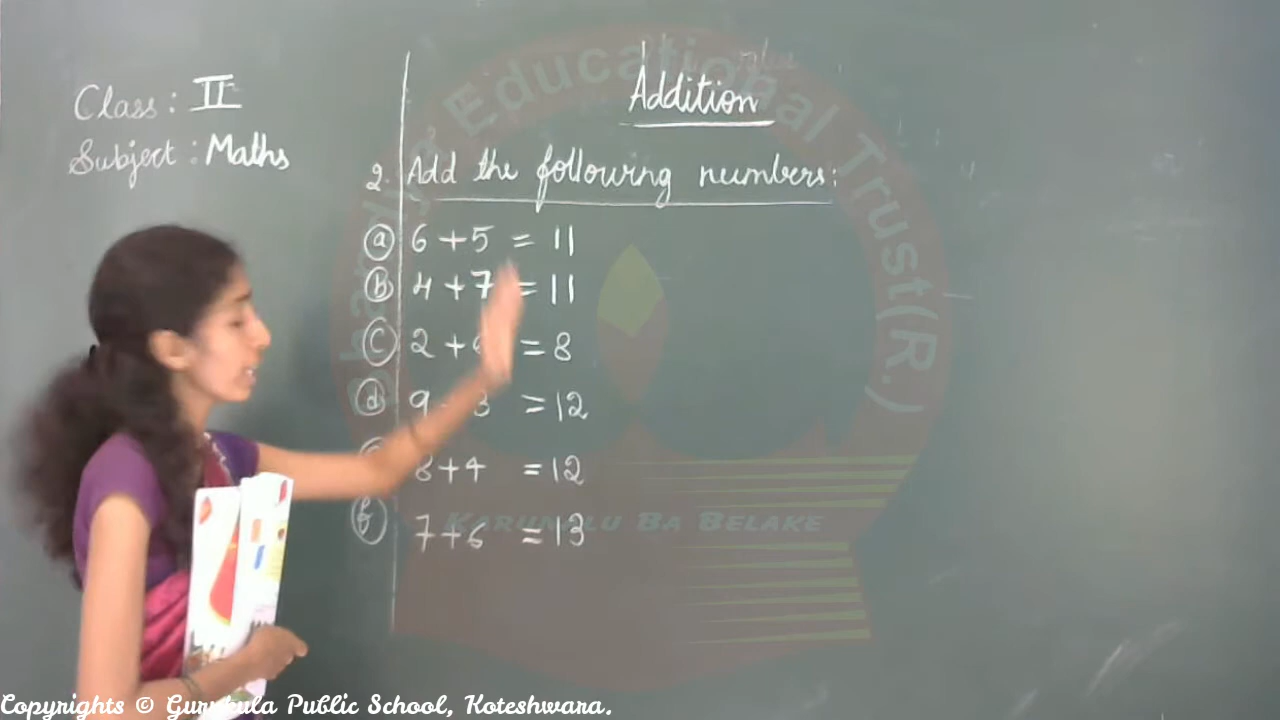 Class: II
Subject: Maths
Addition
2. Add the following numbers:
(a) 6 + 5 = 11
(b) 4 + 7 = 11
(c) 2 + = 8
(d) 9 3 = 12
8 + 4 = 12
(f) 7 + 6 = 13
Educational Trust (R.)
Karunalu Ba Belake
Copyrights © Gurukula Public School, Koteshwara.